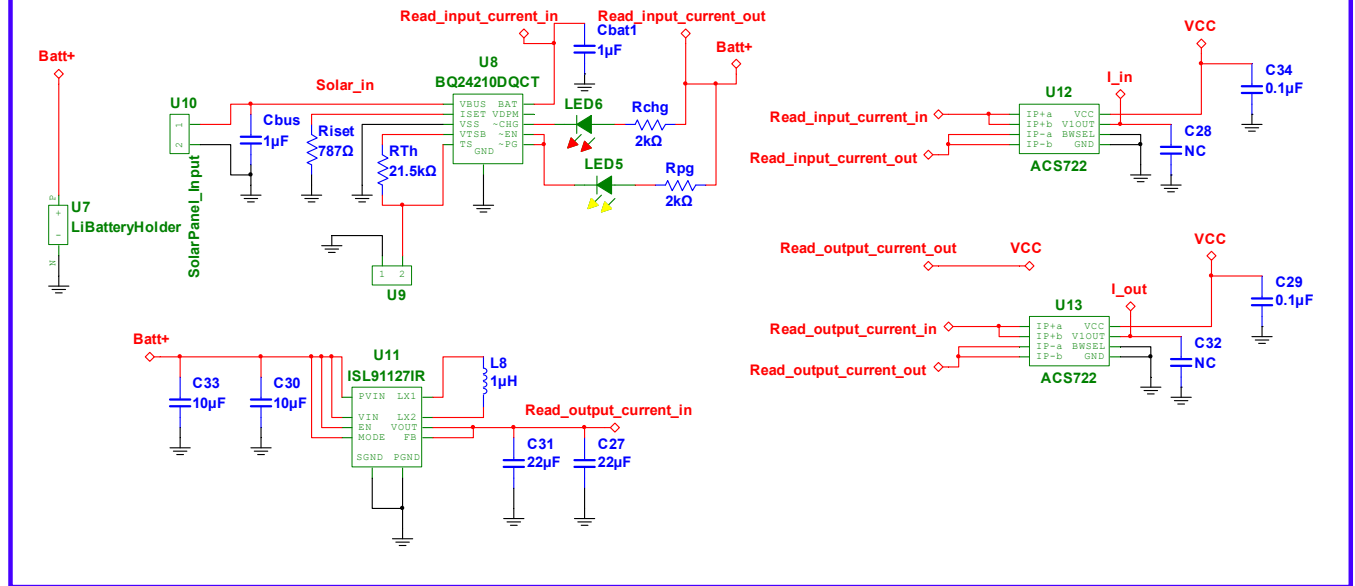 Read_input_current_in
Read_input_current_out
Cbat1
1µF
Batt+
Batt+
U8
BQ24210DQCT
Solar_in
U10
1
2
SolarPanel_Input
Cbus
1µF
Riset
787Ω
RTh
21.5kΩ
VBUS BAT
ISET VDPM
VSS ~CHG
VTSB ~EN
TS ~PG
GND
LED6
Rchg
2kΩ
LED5
Rpg
2kΩ
P
+
-
N
U7
LiBatteryHolder
1 2
U9
Batt+
C33
10µF
C30
10µF
U11
ISL91127IR
PVIN LX1
VIN LX2
EN VOUT
MODE FB
SGND PGND
L8
1µH
Read_output_current_in
C31
22µF
C27
22µF
VCC
C34
0.1µF
I_in
U12
Read_input_current_in
Read_input_current_out
IP+a VCC
IP+b V1OUT
IP-a BWSEL
IP-b GND
ACS722
C28
NC
Read_output_current_out
VCC
VCC
C29
0.1µF
I_out
U13
Read_output_current_in
Read_output_current_out
IP+a VCC
IP+b V1OUT
IP-a BWSEL
IP-b GND
ACS722
C32
NC